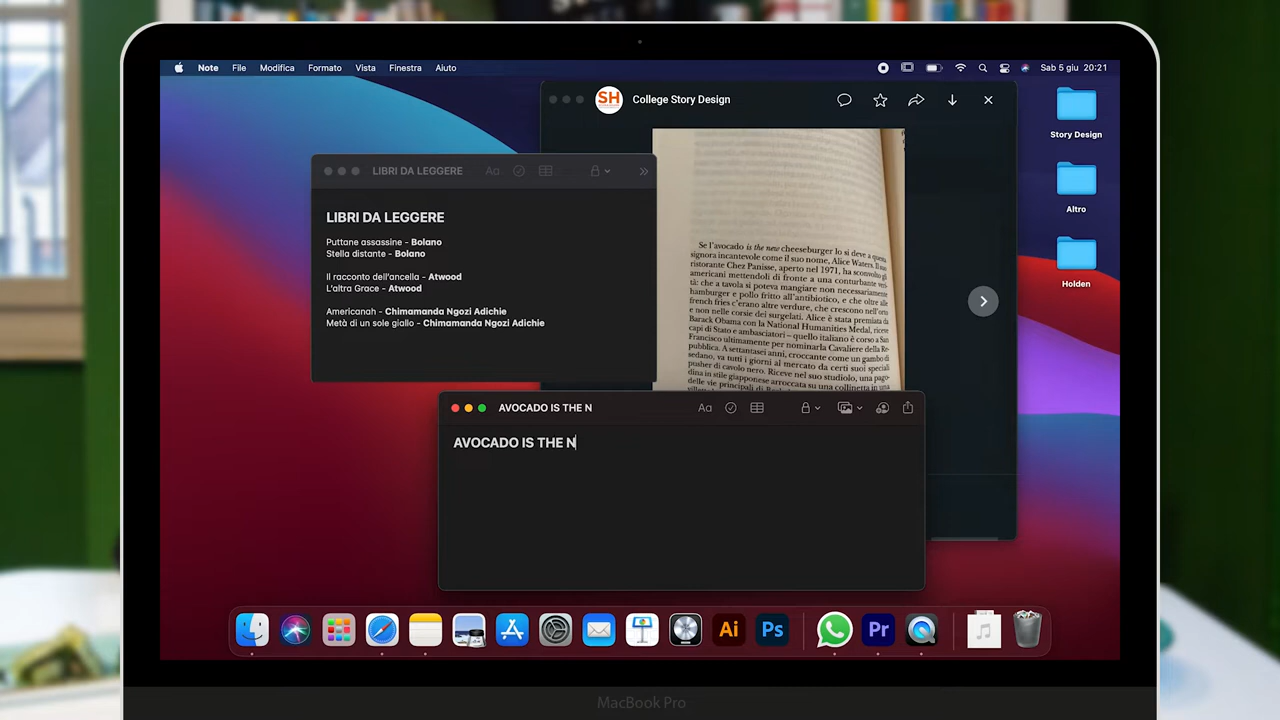 Note File Modifica Formato Vista Finestra Aiuto Sab 5 giu 20:21
SH College Story Design
Story Design
Altro
Holden
LIBRI DA LEGGERE
LIBRI DA LEGGERE
Puttane assassine - Bolano
Stella distante - Bolano
Il racconto dell'ancella - Atwood
L'altra Grace - Atwood
Americanah - Chimamanda Ngozi Adichie
Metà di un sole giallo - Chimamanda Ngozi Adichie
Se l'avocado is the new cheeseburger lo si deve a questa
signora incantevole come il suo nome, Alice Waters. Il suo
ristorante Chez Panisse, aperto nel 1971, ha sconvolto gli
americani mettendoli di fronte a una conturbante veri-
tà: che a tavola si poteva mangiare non necessariamente
hamburger e pollo fritto all'antibiotico, e che oltre alle
french fries c'erano altre verdure, che crescono nell'orto
e non nelle corsie dei surgelati. Alice è stata premiata da
Barack Obama con la National Humanities Medal, riceve
capi di Stato e ambasciatori – quello italiano è corso a San
Francisco ultimamente per nominarla Cavaliere della Re-
pubblica. A settantasei anni, croccante come un gambo di
sedano, va tutti i giorni al mercato da certi suoi speciali
pusher di cavolo nero. Riceve nel suo studiolo, una pago-
dina in stile giapponese arroccata su una collinetta in una
delle vie principali di
AVOCADO IS THE N
Aa
AVOCADO IS THE N
Ai
Ps
Pr
MacBook Pro